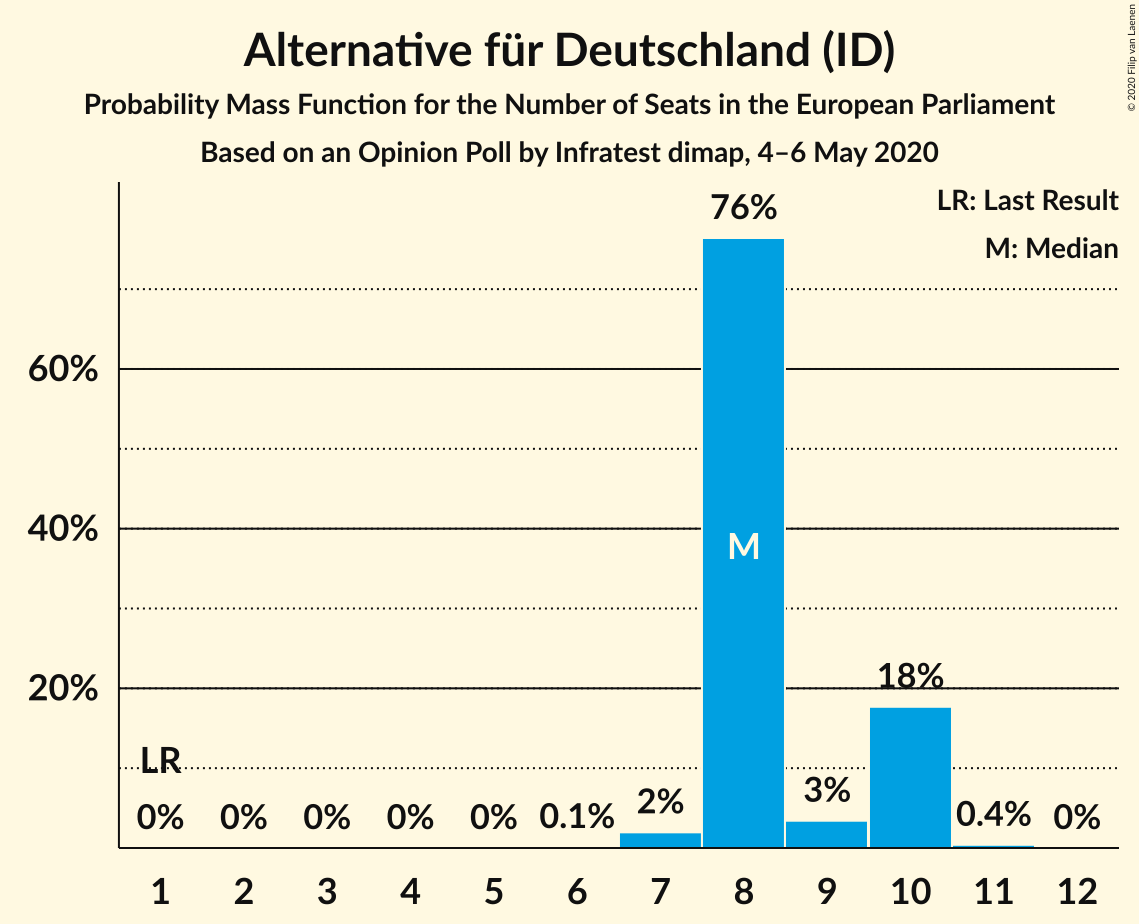 Alternative für Deutschland (ID)
Probability Mass Function for the Number of Seats in the European Parliament
Based on an Opinion Poll by Infratest dimap, 4–6 May 2020
© 2020 Filip van Laenen
LR: Last Result
M: Median
76%
60%
40%
M
20%
18%
LR
0% 0% 0% 0% 0% 0.1% 2% 3% 0.4% 0%
1 2 3 4 5 6 7 8 9 10 11 12